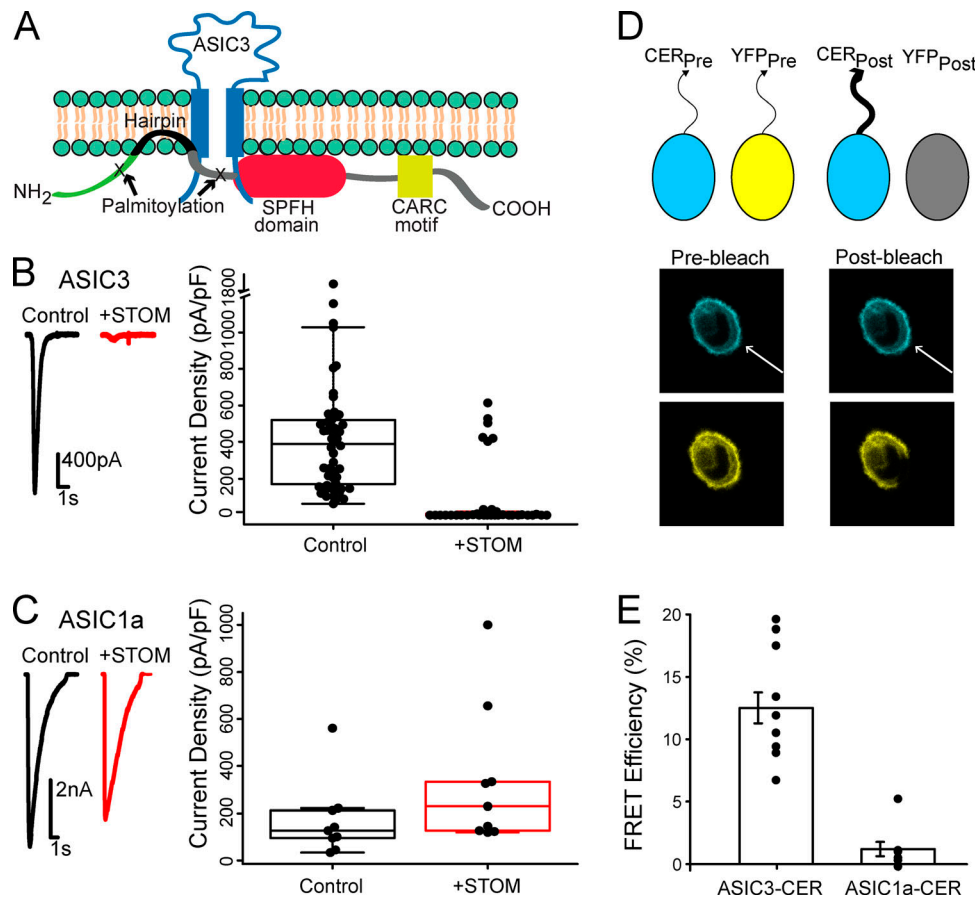 A
ASIC3
Hairpin
NH2
Palmitoylation
SPFH
domain
CARC
motif
COOH
B
ASIC3
Control
+STOM
400pA
1s
Current Density (pA/pF)
1800
1000
800
600
400
200
0
Control
+STOM
C
ASIC1a
Control
+STOM
2nA
1s
Current Density (pA/pF)
1000
800
600
400
200
0
Control
+STOM
D
CERPre
YFPPre
CERPost
YFPPost
Pre-bleach
Post-bleach
E
FRET Efficiency (%)
20
15
10
5
0
ASIC3-CER
ASIC1a-CER